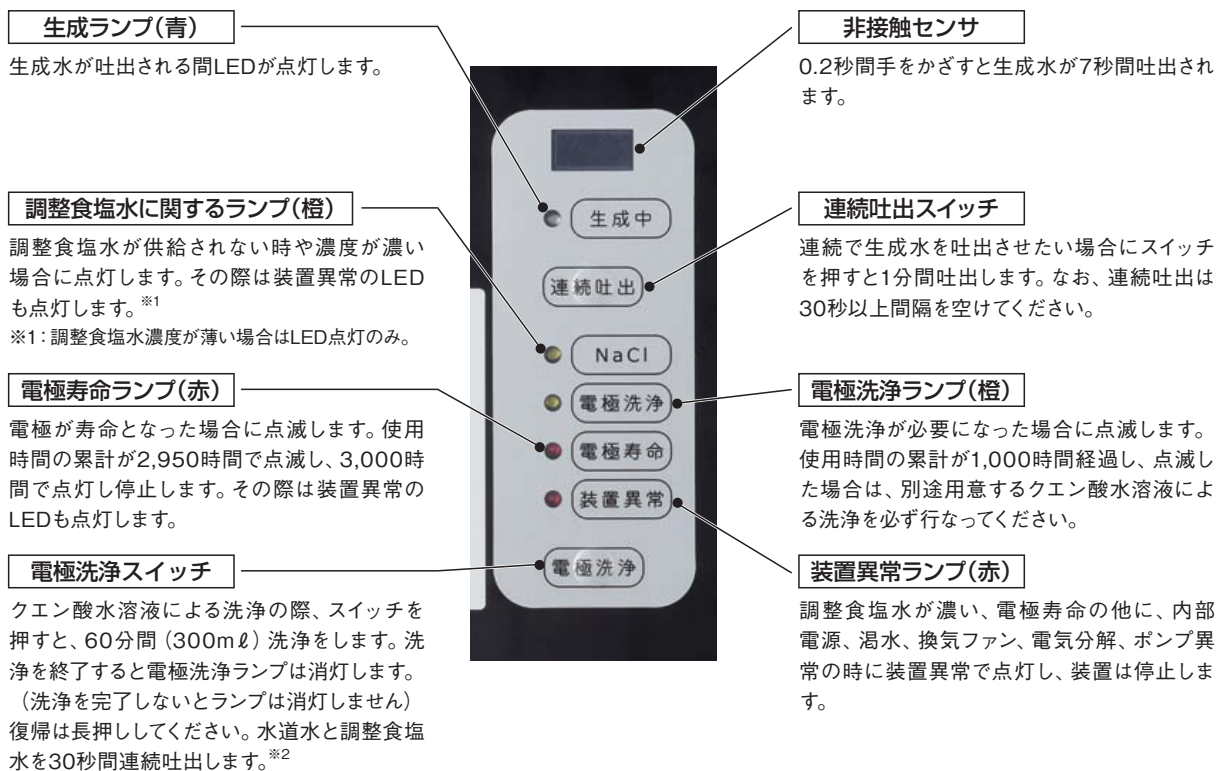 生成ランプ(青)
生成水が吐出される間LEDが点灯します。
調整食塩水に関するランプ(橙)
調整食塩水が供給されない時や濃度が濃い
場合に点灯します。その際は装置異常のLED
も点灯します。※1
※1：調整食塩水濃度が薄い場合はLED点灯のみ。
電極寿命ランプ(赤)
電極が寿命となった場合に点滅します。使用
時間の累計が2,950時間で点滅し、3,000時
間で点灯し停止します。その際は装置異常の
LEDも点灯します。
電極洗浄スイッチ
クエン酸水溶液による洗浄の際、スイッチを
押すと、60分間（300mℓ）洗浄をします。洗
浄を終了すると電極洗浄ランプは消灯します。
（洗浄を完了しないとランプは消灯しません）
復帰は長押ししてください。水道水と調整食塩
水を30秒間連続吐出します。※2
生成中
連続吐出
NaCl
電極洗浄
電極寿命
装置異常
電極洗浄
非接触センサ
0.2秒間手をかざすと生成水が7秒間吐出され
ます。
連続吐出スイッチ
連続で生成水を吐出させたい場合にスイッチ
を押すと1分間吐出します。なお、連続吐出は
30秒以上間隔を空けてください。
電極洗浄ランプ(橙)
電極洗浄が必要になった場合に点滅します。
使用時間の累計が1,000時間経過し、点滅し
た場合は、別途用意するクエン酸水溶液によ
る洗浄を必ず行なってください。
装置異常ランプ(赤)
調整食塩水が濃い、電極寿命の他に、内部
電源、渇水、換気ファン、電気分解、ポンプ異
常の時に装置異常で点灯し、装置は停止しま
す。